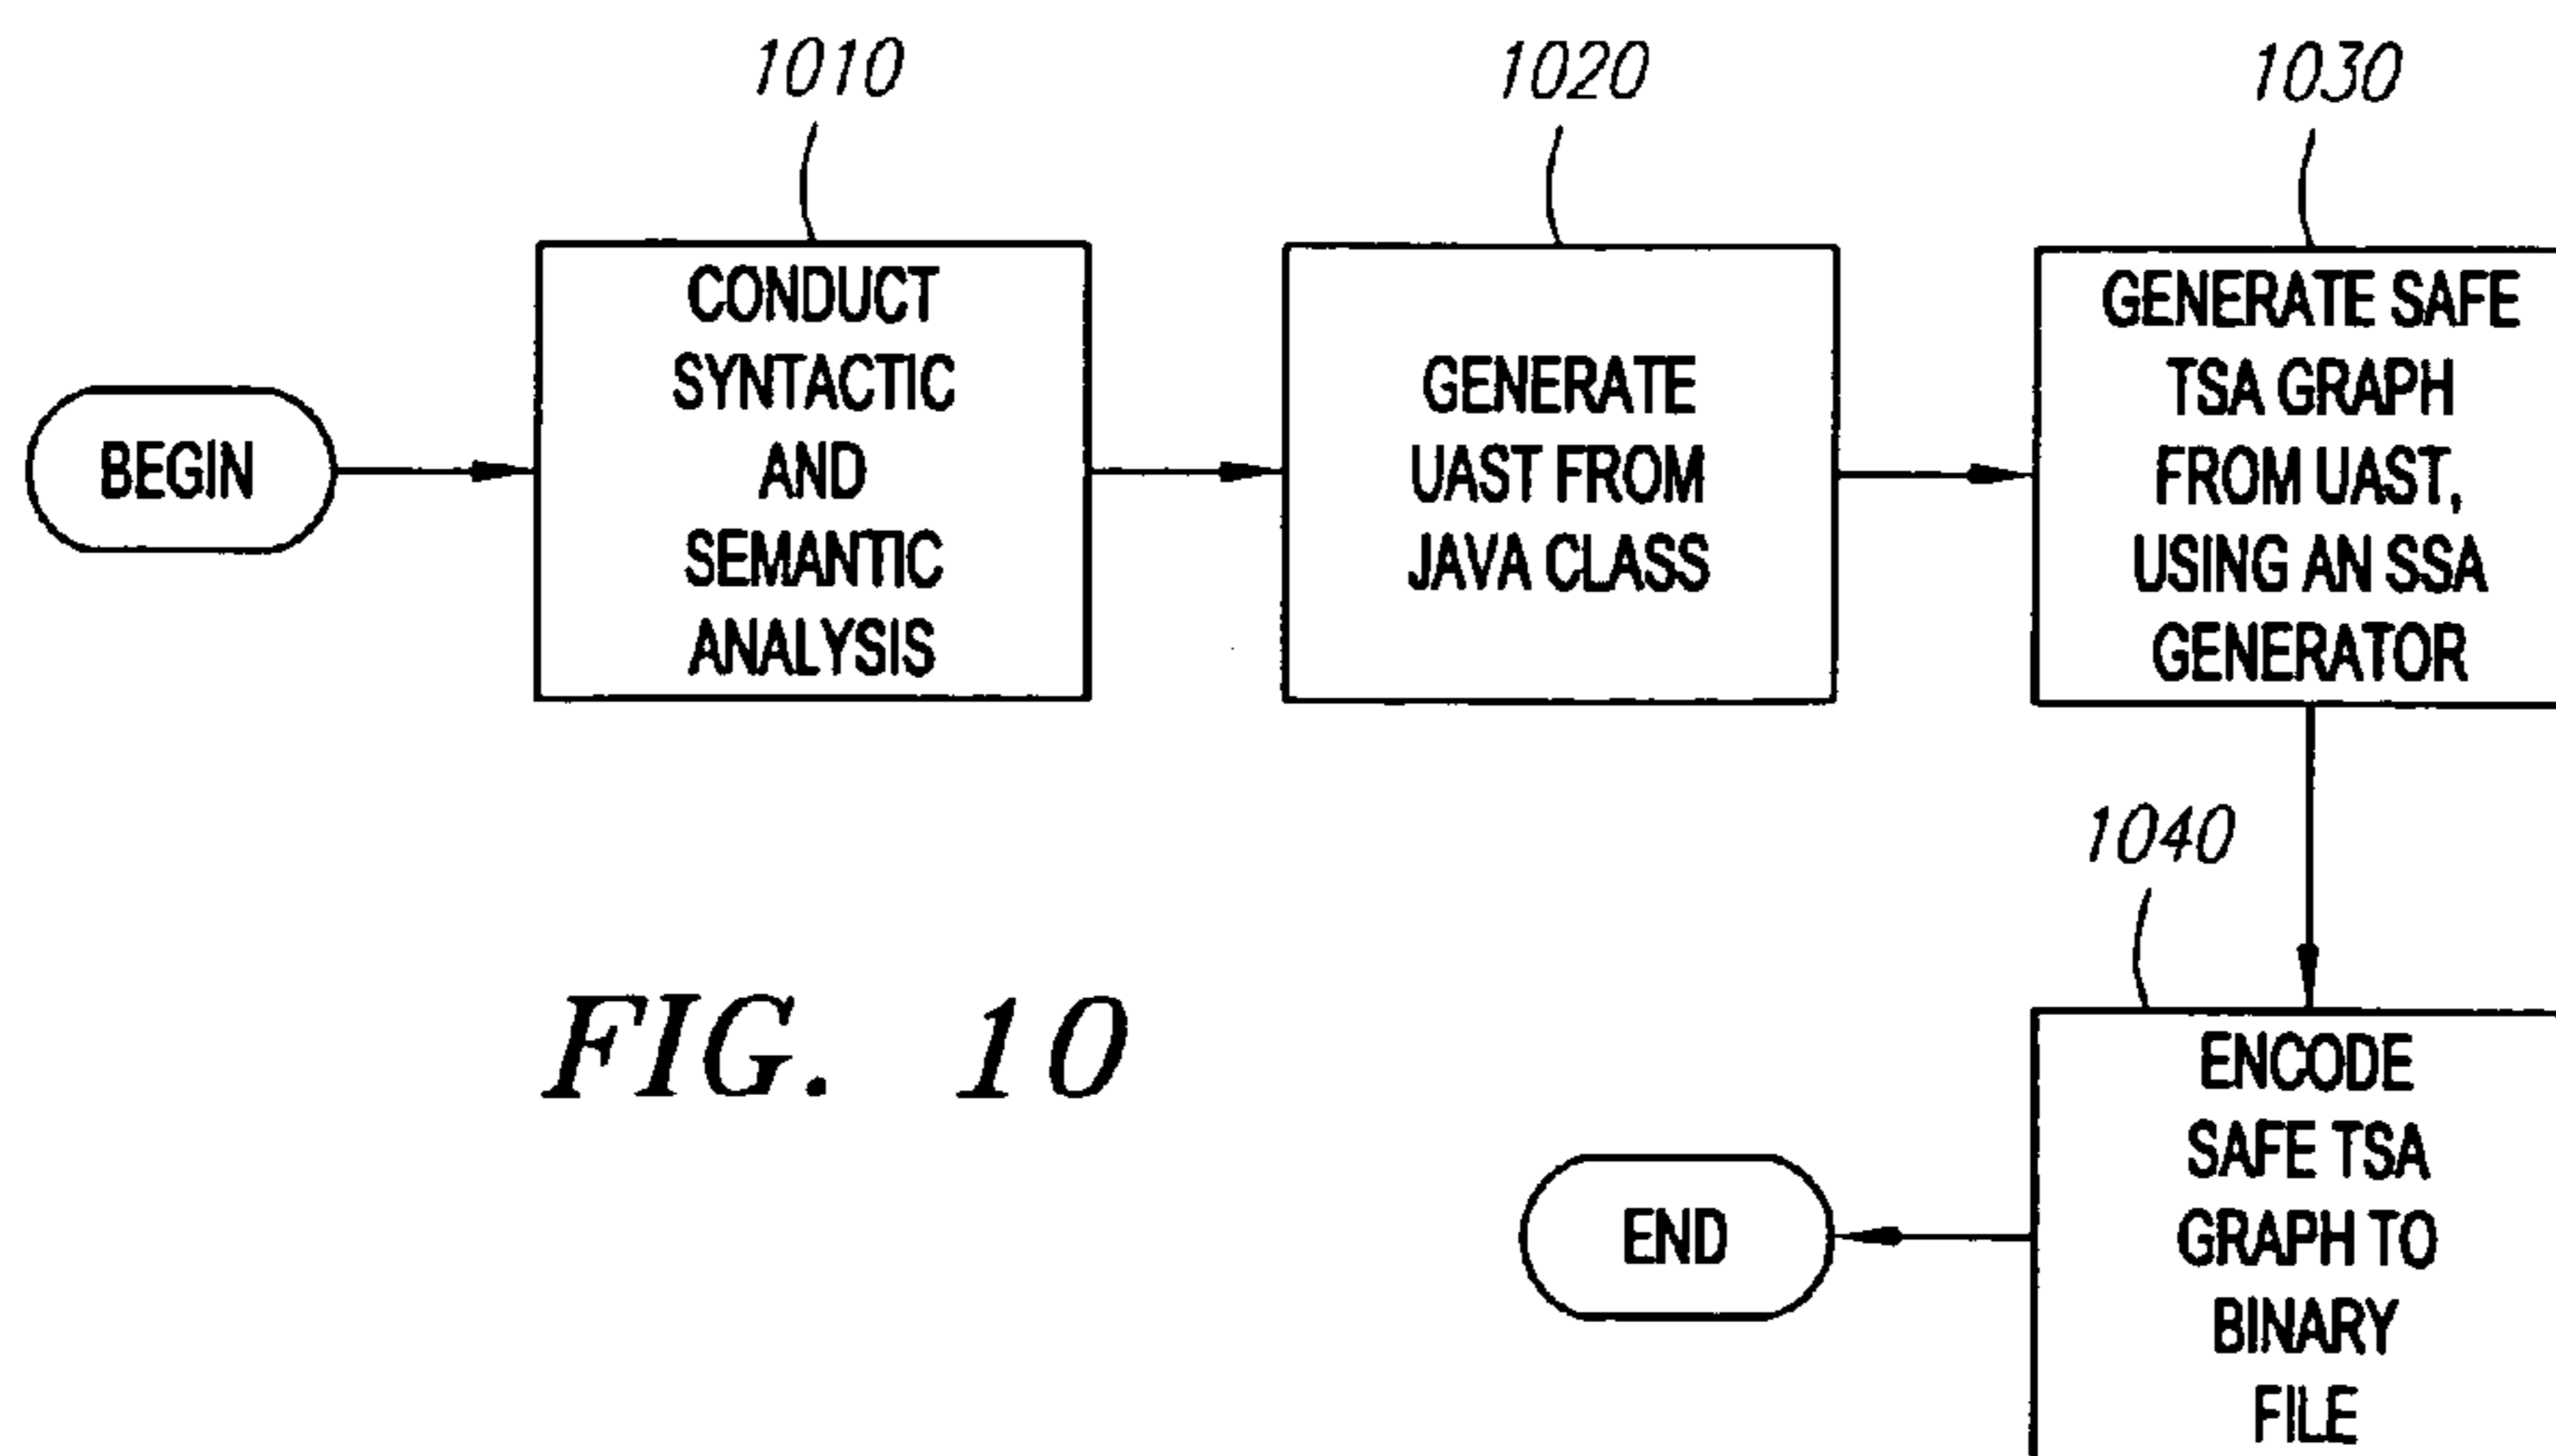 1010
1020
1030
BEGIN
CONDUCT
SYNTACTIC
AND
SEMANTIC
ANALYSIS
GENERATE
UAST FROM
JAVA CLASS
GENERATE SAFE
TSA GRAPH
FROM UAST,
USING AN SSA
GENERATOR
1040
ENCODE
SAFE TSA
GRAPH TO
BINARY
FILE
END
FIG. 10